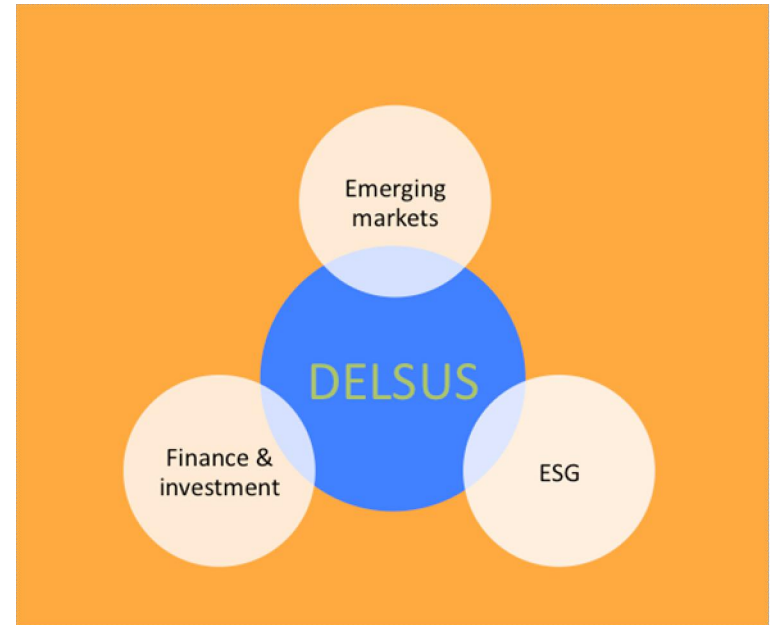 Emerging
markets
DELSUS
Finance &
investment
ESG